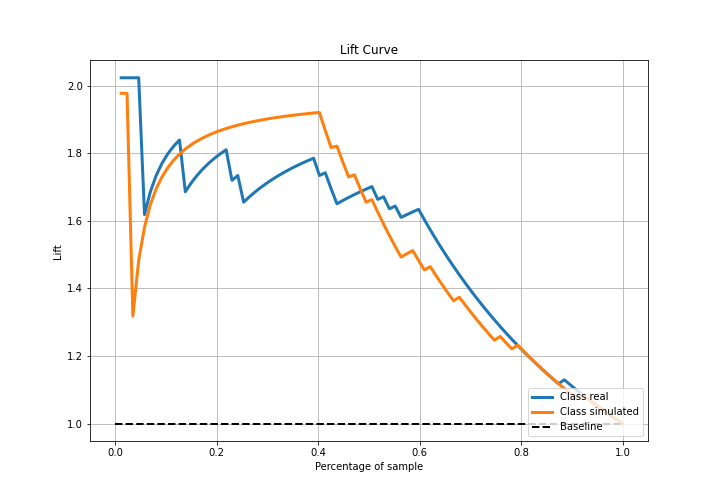 Lift Curve
Lift
2.0
1.8
1.6
1.4
1.2
1.0
0.0 0.2 0.4 0.6 0.8 1.0
Percentage of sample
Class real
Class simulated
Baseline